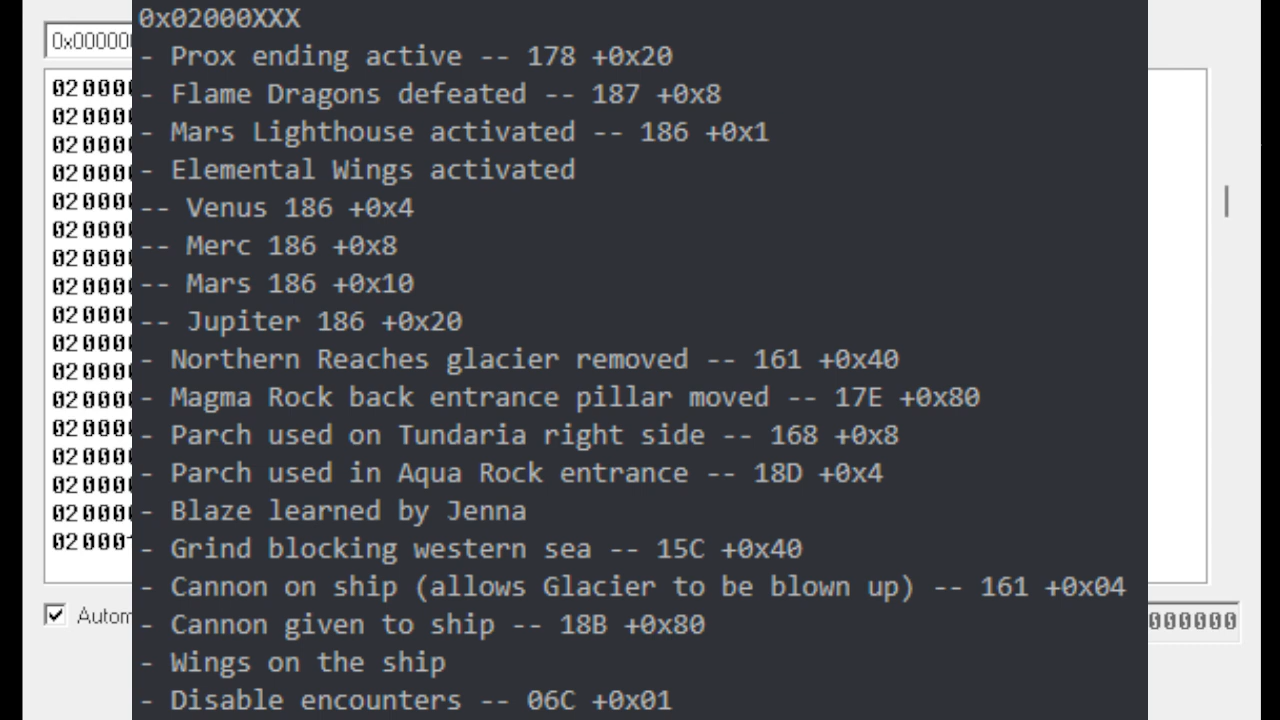 0x02000XXX
- Prox ending active -- 178 +0x20
- Flame Dragons defeated -- 187 +0x8
- Mars Lighthouse activated -- 186 +0x1
- Elemental Wings activated
-- Venus 186 +0x4
-- Merc 186 +0x8
-- Mars 186 +0x10
-- Jupiter 186 +0x20
- Northern Reaches glacier removed -- 161 +0x40
- Magma Rock back entrance pillar moved -- 17E +0x80
- Parch used on Tundaria right side -- 168 +0x8
- Parch used in Aqua Rock entrance -- 18D +0x4
- Blaze learned by Jenna
- Grind blocking western sea -- 15C +0x40
- Cannon on ship (allows Glacier to be blown up) -- 161 +0x04
- Cannon given to ship -- 18B +0x80
- Wings on the ship
- Disable encounters -- 06C +0x01